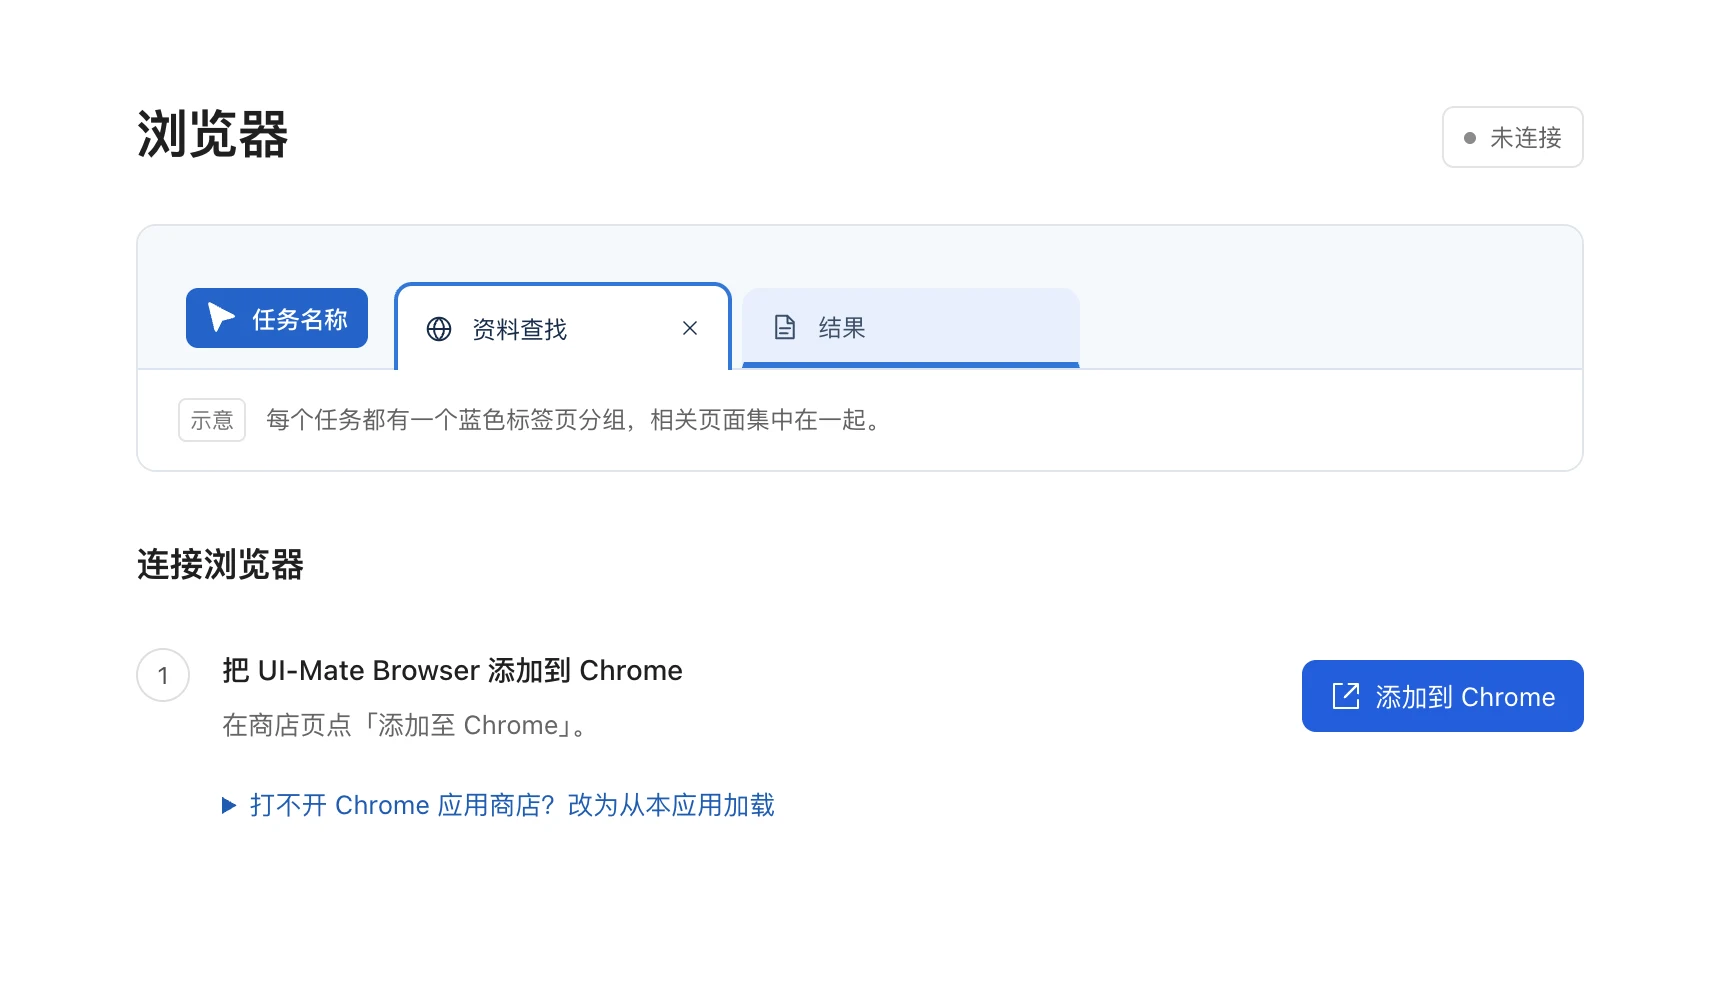 浏览器
未连接
任务名称
资料查找
结果
示意
每个任务都有一个蓝色标签页分组，相关页面集中在一起。
连接浏览器
1
把 UI-Mate Browser 添加到 Chrome
在商店页点「添加至 Chrome」。
添加到 Chrome
打不开 Chrome 应用商店？改为从本应用加载